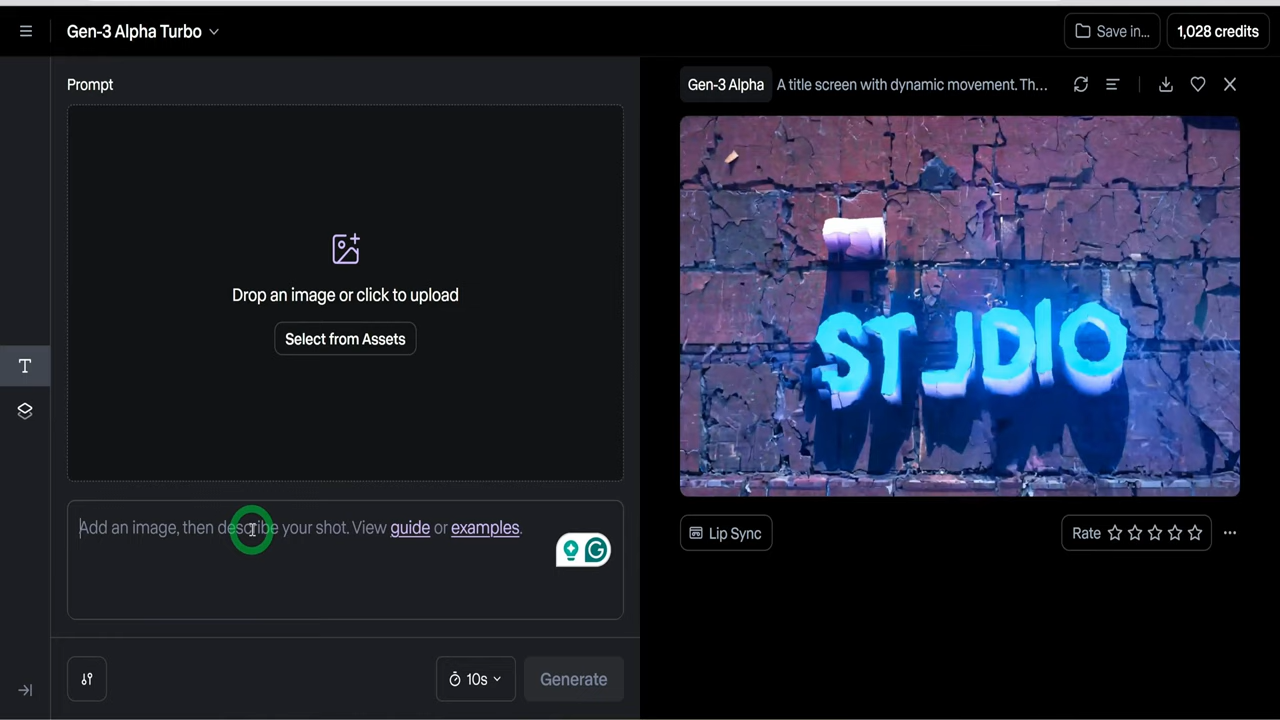 Gen-3 Alpha Turbo
Save in...
1,028 credits
Prompt
Drop an image or click to upload
Select from Assets
T
Add an image, then describe your shot. View guide or examples.
10s
Generate
Gen-3 Alpha
A title screen with dynamic movement. Th...
STJDIO
Lip Sync
Rate